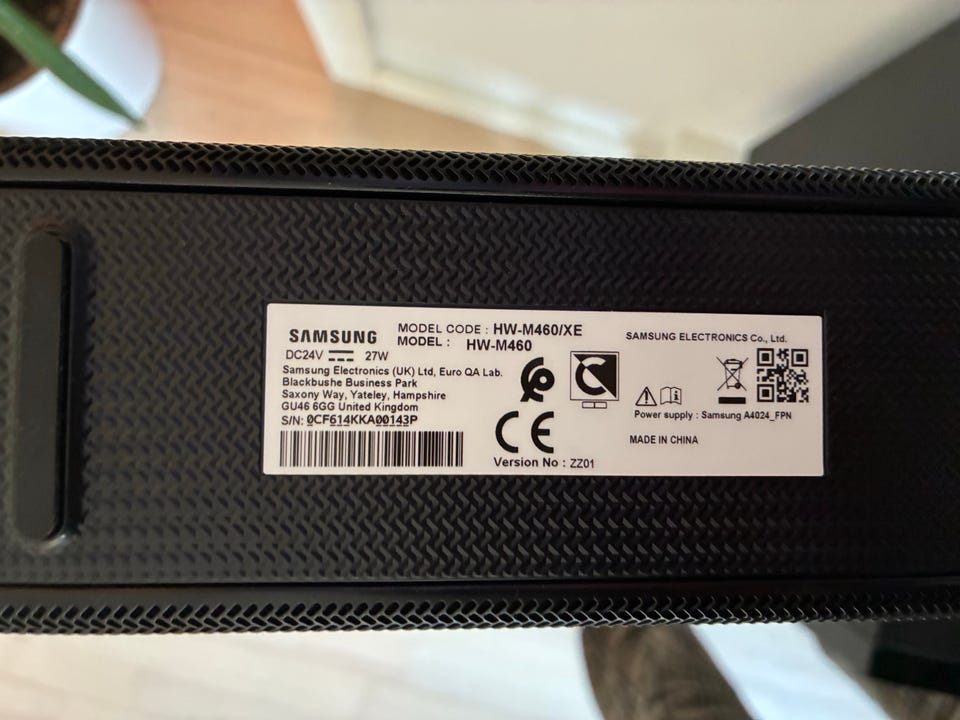 SAMSUNG
MODEL CODE : HW-M460/XE
MODEL : HW-M460
DC24V 27W
Samsung Electronics (UK) Ltd, Euro QA Lab.
Blackbushe Business Park
Saxony Way, Yateley, Hampshire
GU46 6GG United Kingdom
S/N: 0CF614KKA00143P
CE
Version No : ZZ01
SAMSUNG ELECTRONICS Co., Ltd.
Power supply : Samsung A4024_FPN
MADE IN CHINA